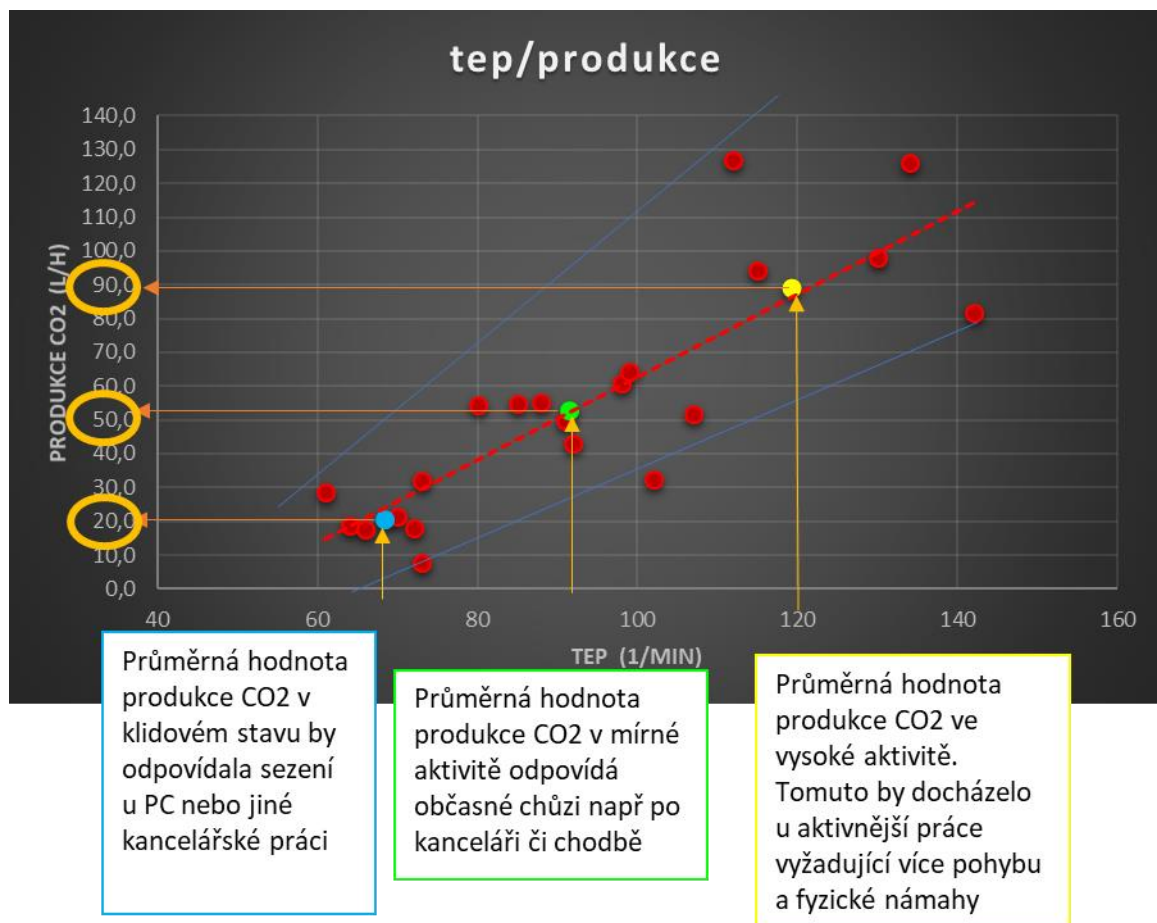 tep/produkce
140,0
130,0
120,0
110,0
100,0
90,0
80,0
70,0
60,0
50,0
40,0
30,0
20,0
10,0
0,0
PRODUKCE CO2 (L/H)
40 60 80 100 120 140 160
TEP (1/MIN)
Průměrná hodnota
produkce CO2 v
klidovém stavu by
odpovídala sezení
u PC nebo jiné
kancelářské práci
Průměrná hodnota
produkce CO2 v mírné
aktivitě odpovídá
občasné chůzi např po
kanceláři či chodbě
Průměrná hodnota
produkce CO2 ve
vysoké aktivitě.
Tomuto by docházelo
u aktivnější práce
vyžadující více pohybu
a fyzické námahy